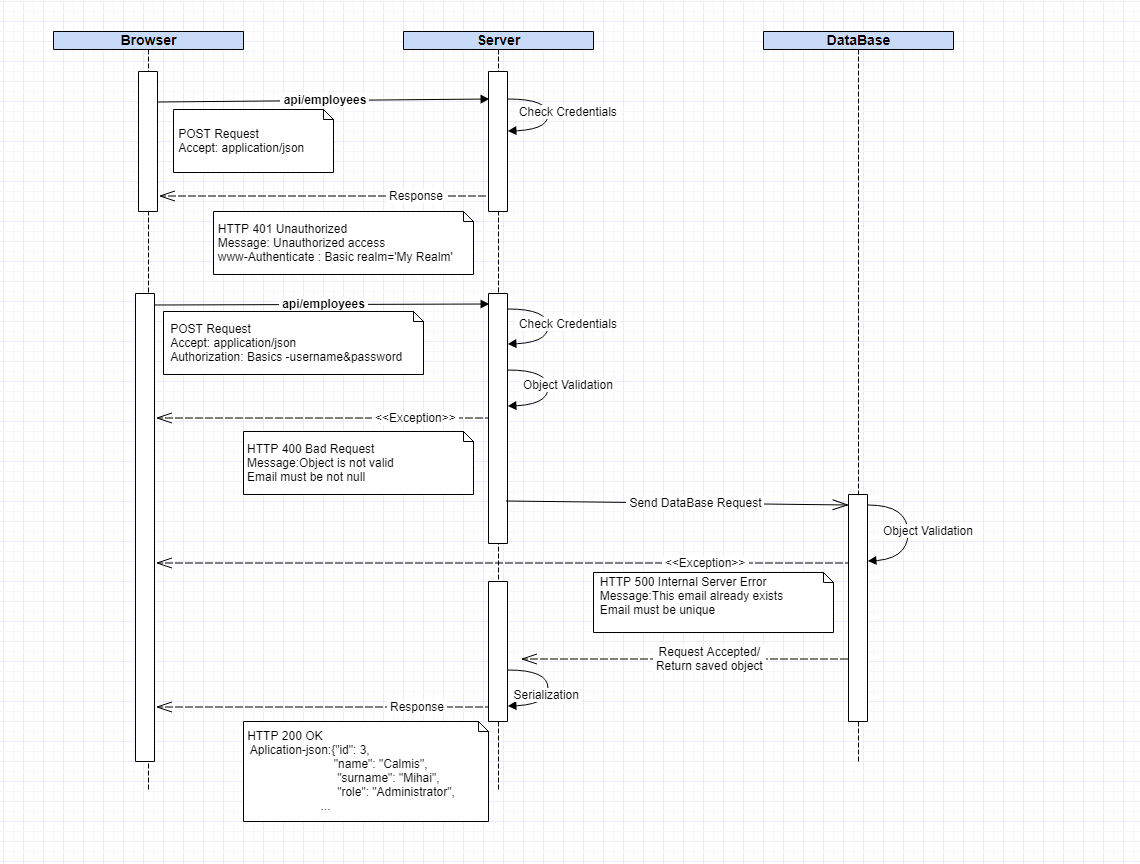 Browser
Server
DataBase
api/employees
Check Credentials
POST Request
Accept: application/json
Response
HTTP 401 Unauthorized
Message: Unauthorized access
www-Authenticate : Basic realm='My Realm'
api/employees
Check Credentials
POST Request
Accept: application/json
Authorization: Basics -username&password
Object Validation
<<Exception>>
HTTP 400 Bad Request
Message:Object is not valid
Email must be not null
Send DataBase Request
Object Validation
<<Exception>>
HTTP 500 Internal Server Error
Message:This email already exists
Email must be unique
Request Accepted/
Return saved object
Serialization
Response
HTTP 200 OK
Aplication-json:{"id": 3,
"name": "Calmis",
"surname": "Mihai",
"role": "Administrator",
...